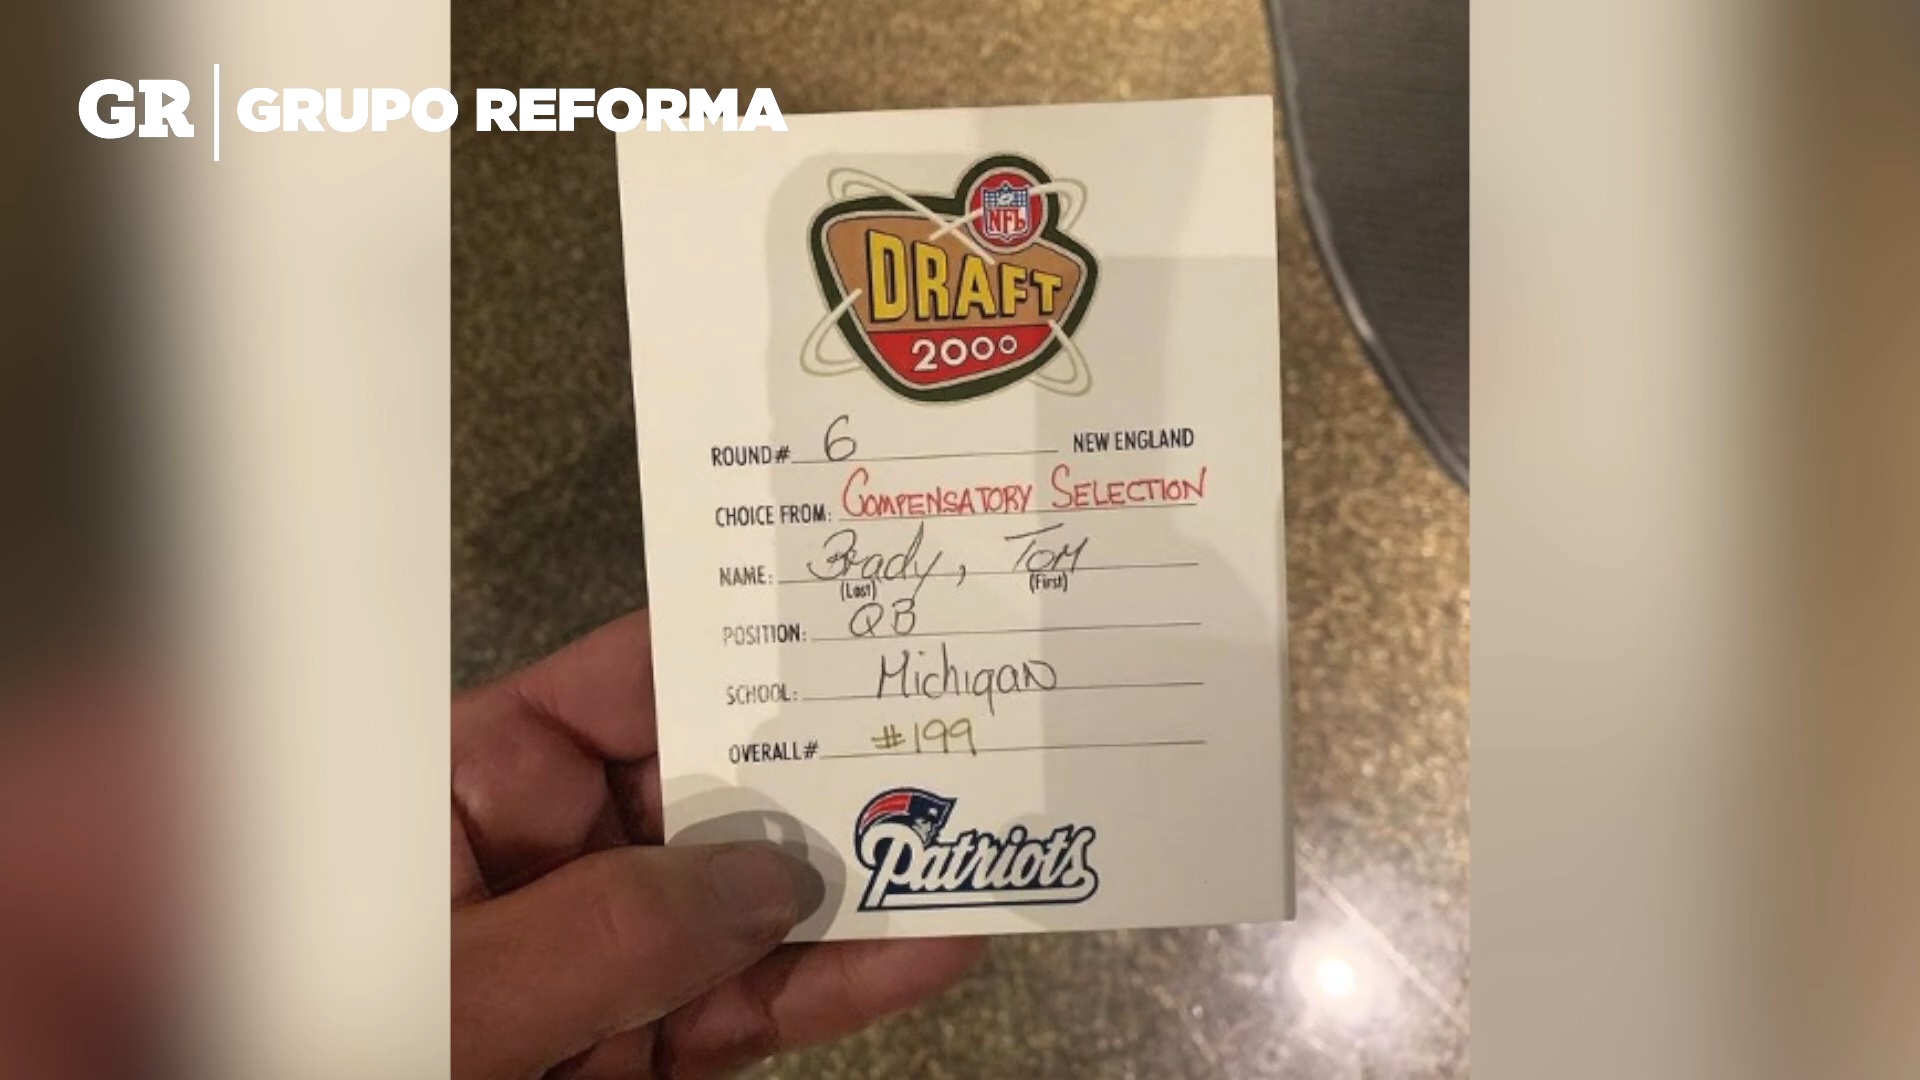 GR GRUPO REFORMA
NFL
DRAFT
2000
ROUND# 6 NEW ENGLAND
CHOICE FROM: COMPENSATORY SELECTION
NAME: Brady, Tom
(Last) (First)
POSITION: QB
SCHOOL: Michigan
OVERALL# #199
Patriots